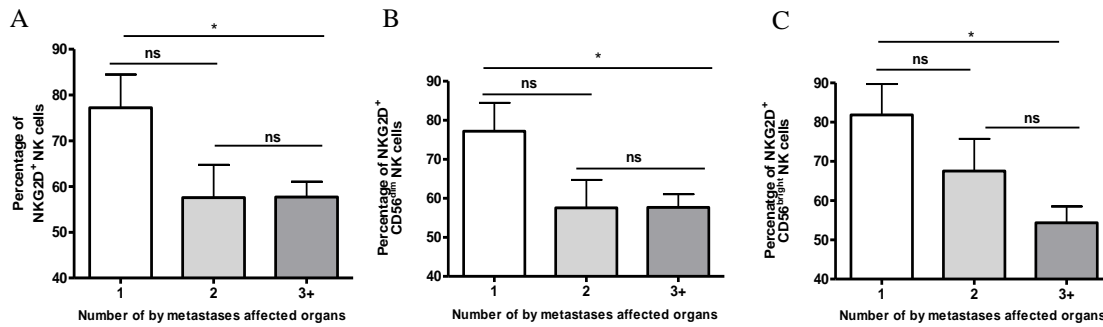 A
*
ns
ns
90
80
70
60
50
40
Percentage of
NKG2D⁺ NK cells
1 2 3+
Number of by metastases affected organs
B
*
ns
ns
90
80
70
60
50
40
Percentage of NKG2D⁺
CD56ᵈⁱᵐ NK cells
1 2 3+
Number of by metastases affected organs
C
*
ns
ns
90
80
70
60
50
40
Percenatge of NKG2D⁺
CD56ᵇʳⁱᵍʰᵗ NK cells
1 2 3+
Number of by metastases affected organs